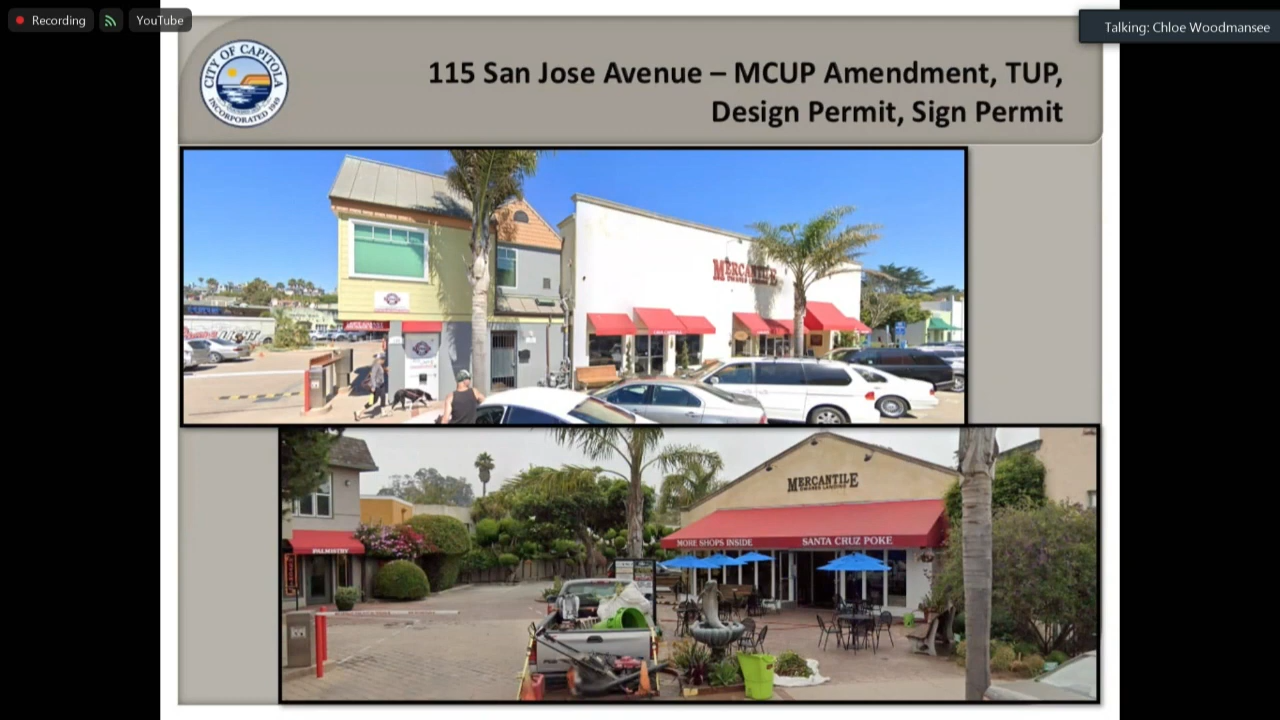 Recording
YouTube
Talking: Chloe Woodmansee
CITY OF CAPITOLA
INCORPORATED 1949
115 San Jose Avenue – MCUP Amendment, TUP,
Design Permit, Sign Permit
MERCANTILE
MERCANTILE
MORE SHOPS INSIDE
SANTA CRUZ POKE
PALMISTRY